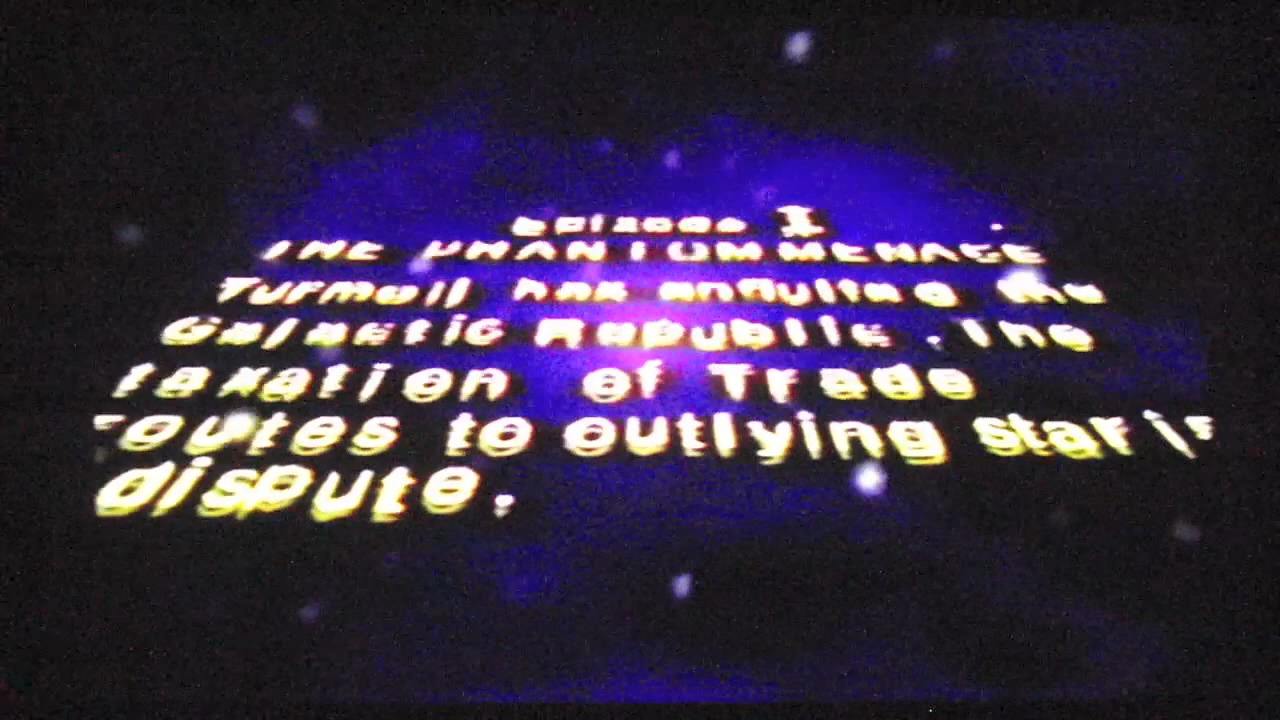 Episode I
THE PHANTOM MENACE
Turmoil has engulfed the
Galactic Republic. The
taxation of Trade
routes to outlying star is
dispute.